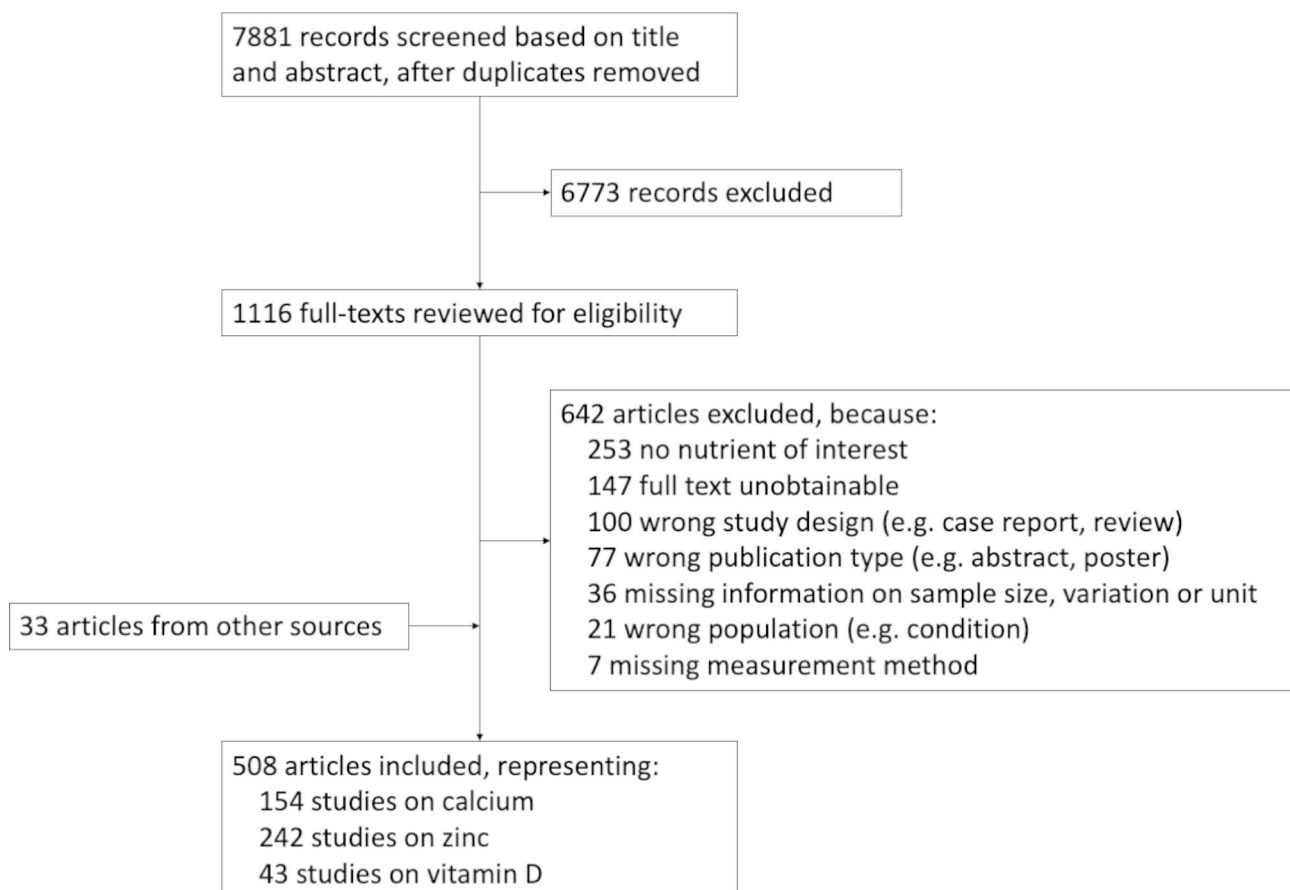 7881 records screened based on title
and abstract, after duplicates removed
6773 records excluded
1116 full-texts reviewed for eligibility
642 articles excluded, because:
253 no nutrient of interest
147 full text unobtainable
100 wrong study design (e.g. case report, review)
77 wrong publication type (e.g. abstract, poster)
36 missing information on sample size, variation or unit
21 wrong population (e.g. condition)
7 missing measurement method
33 articles from other sources
508 articles included, representing:
154 studies on calcium
242 studies on zinc
43 studies on vitamin D